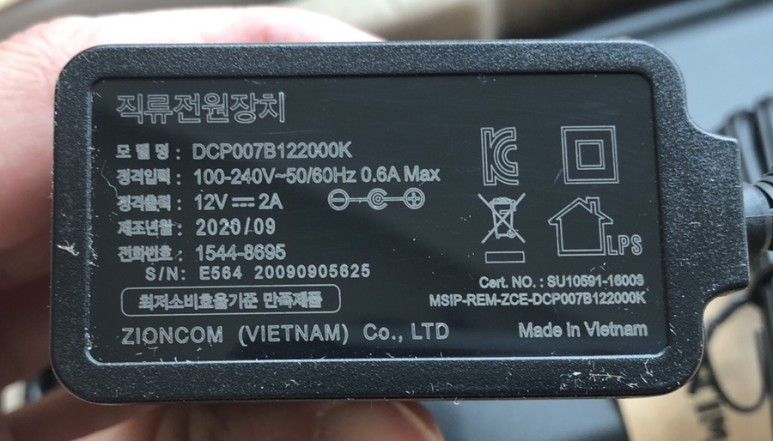 직류전원장치
모 델 명 : DCP007B122000K
정격입력 : 100-240V~50/60Hz 0.6A Max
정격출력 : 12V ⎓ 2A
제조년월 : 2020/09
전화번호 : 1544-8695
S/N: E564 20090905625
최저소비효율기준 만족제품
ZIONCOM (VIETNAM) Co., LTD
LPS
Cert. NO. : SU10591-16003
MSIP-REM-ZCE-DCP007B122000K
Made in Vietnam